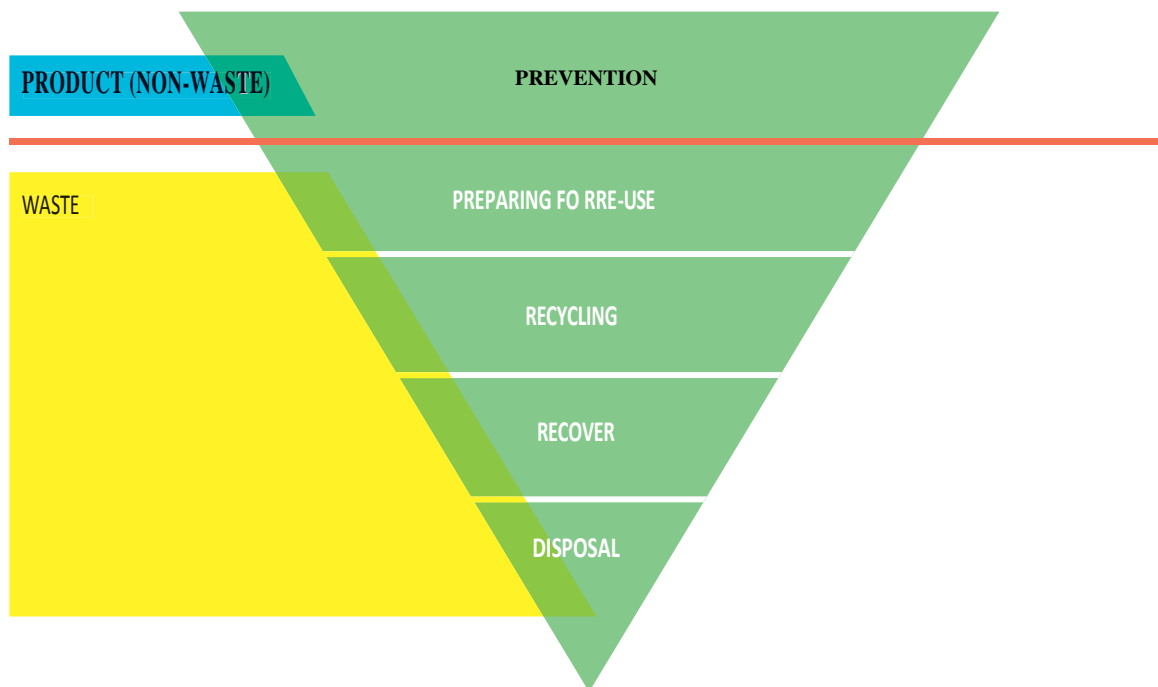 PRODUCT (NON-WASTE)
PREVENTION
WASTE
PREPARING FO RRE-USE
RECYCLING
RECOVER
DISPOSAL